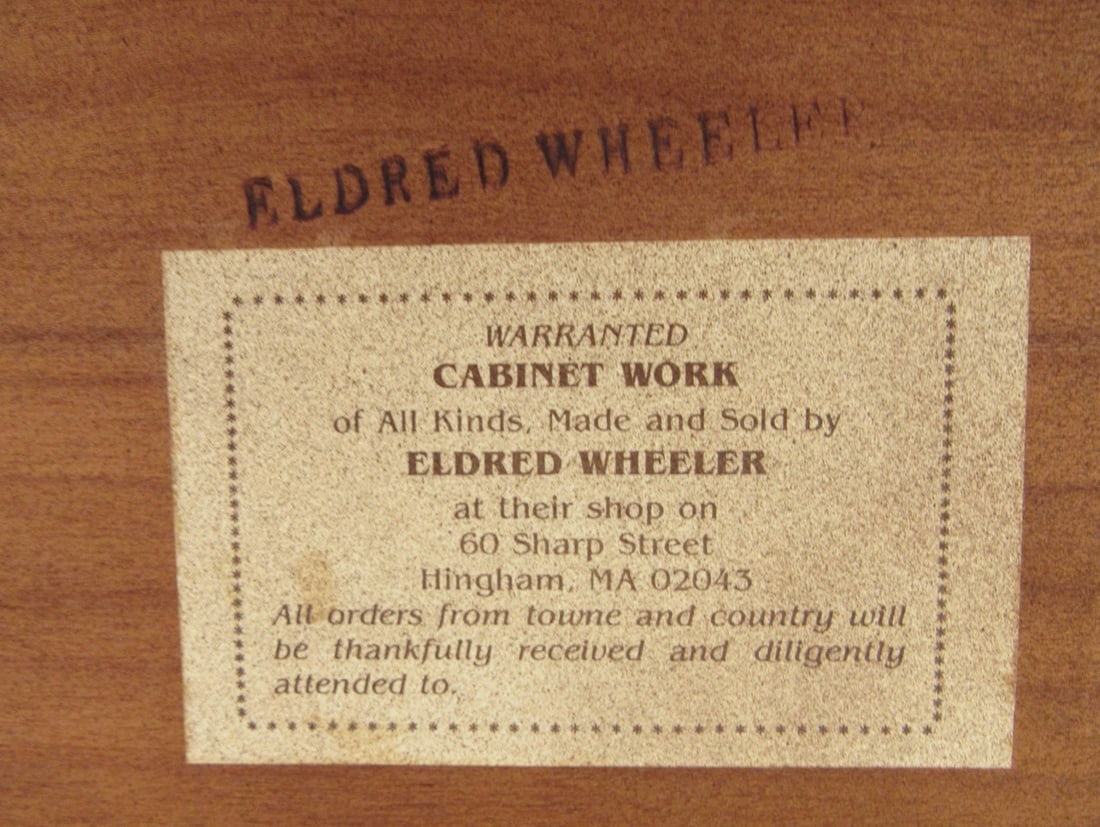 ELDRED WHEELER
WARRANTED
CABINET WORK
of All Kinds, Made and Sold by
ELDRED WHEELER
at their shop on
60 Sharp Street
Hingham, MA 02043
All orders from towne and country will
be thankfully received and diligently
attended to.